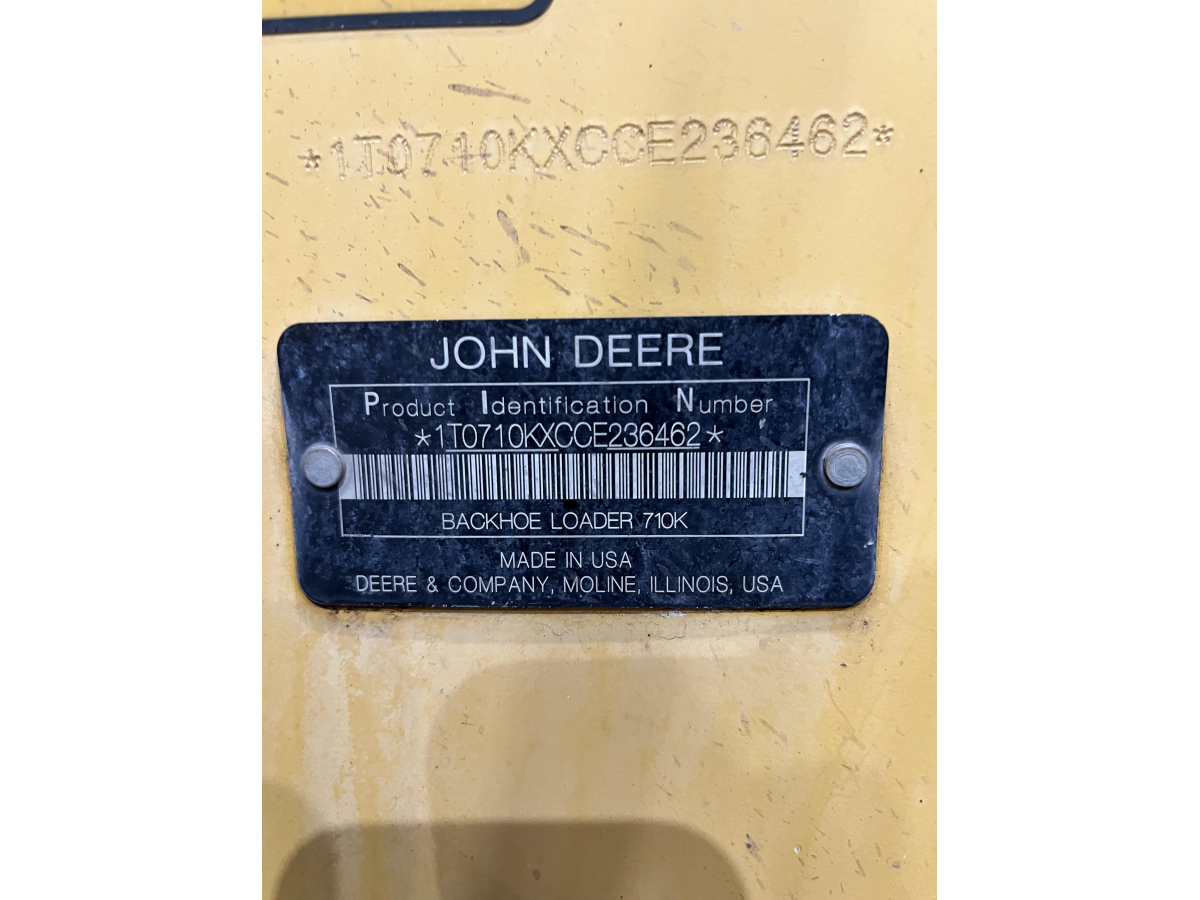 *1T0710KXCCE236462*
JOHN DEERE
Product Identification Number
*1T0710KXCCE236462*
BACKHOE LOADER 710K
MADE IN USA
DEERE & COMPANY, MOLINE, ILLINOIS, USA